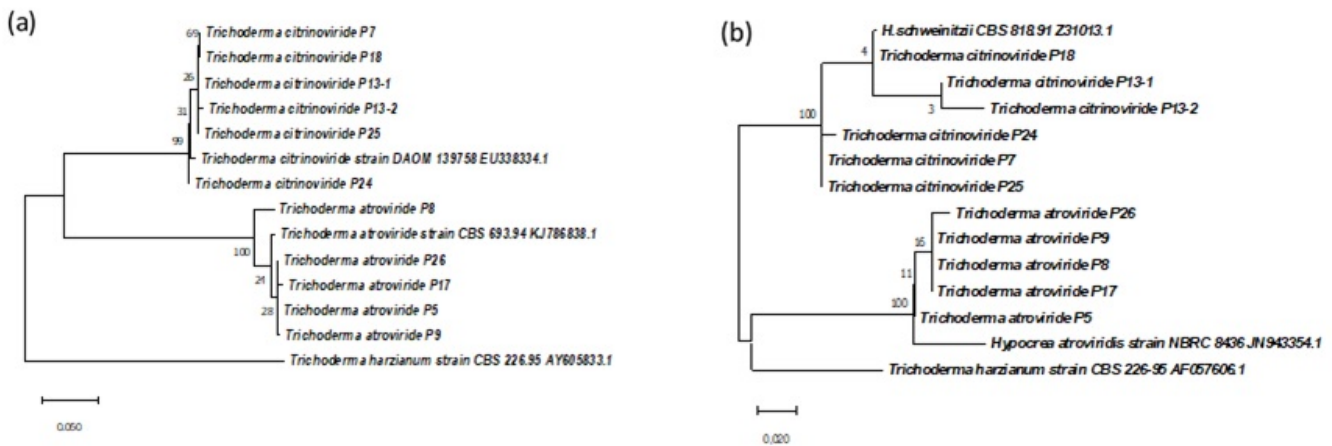 (a)
69
Trichoderma citrinoviride P7
Trichoderma citrinoviride P18
26
Trichoderma citrinoviride P13-1
Trichoderma citrinoviride P13-2
31
Trichoderma citrinoviride P25
99
Trichoderma citrinoviride strain DAOM 139758 EU338334.1
Trichoderma citrinoviride P24
Trichoderma atroviride P8
Trichoderma atroviride strain CBS 693.94 KJ786838.1
100
Trichoderma atroviride P26
24
Trichoderma atroviride P17
Trichoderma atroviride P5
28
Trichoderma atroviride P9
Trichoderma harzianum strain CBS 226.95 AY605833.1
0.050
(b)
H.schweinitzii CBS 818.91 Z31013.1
4
Trichoderma citrinoviride P18
Trichoderma citrinoviride P13-1
3
Trichoderma citrinoviride P13-2
100
Trichoderma citrinoviride P24
Trichoderma citrinoviride P7
Trichoderma citrinoviride P25
Trichoderma atroviride P26
16
Trichoderma atroviride P9
Trichoderma atroviride P8
11
Trichoderma atroviride P17
100
Trichoderma atroviride P5
Hypocrea atroviridis strain NBRC 8436 JN943354.1
Trichoderma harzianum strain CBS 226-95 AF057606.1
0,020